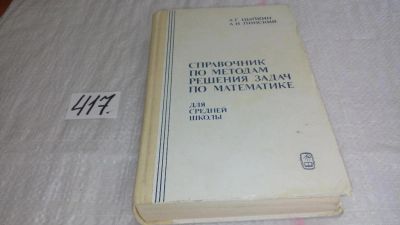 А.Г. ЦЫПКИН
А.И. ПИНСКИЙ
СПРАВОЧНИК
ПО МЕТОДАМ
РЕШЕНИЯ ЗАДАЧ
ПО МАТЕМАТИКЕ
ДЛЯ
СРЕДНЕЙ
ШКОЛЫ
417.